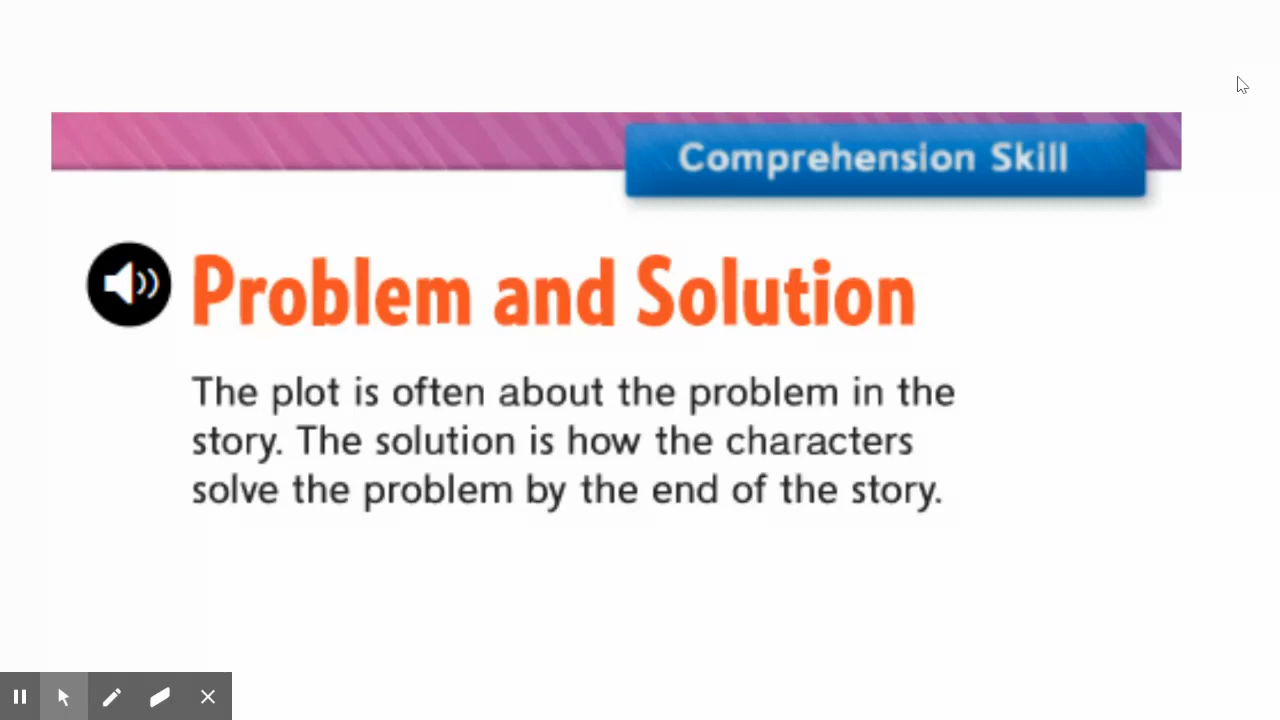 Comprehension Skill
Problem and Solution
The plot is often about the problem in the
story. The solution is how the characters
solve the problem by the end of the story.